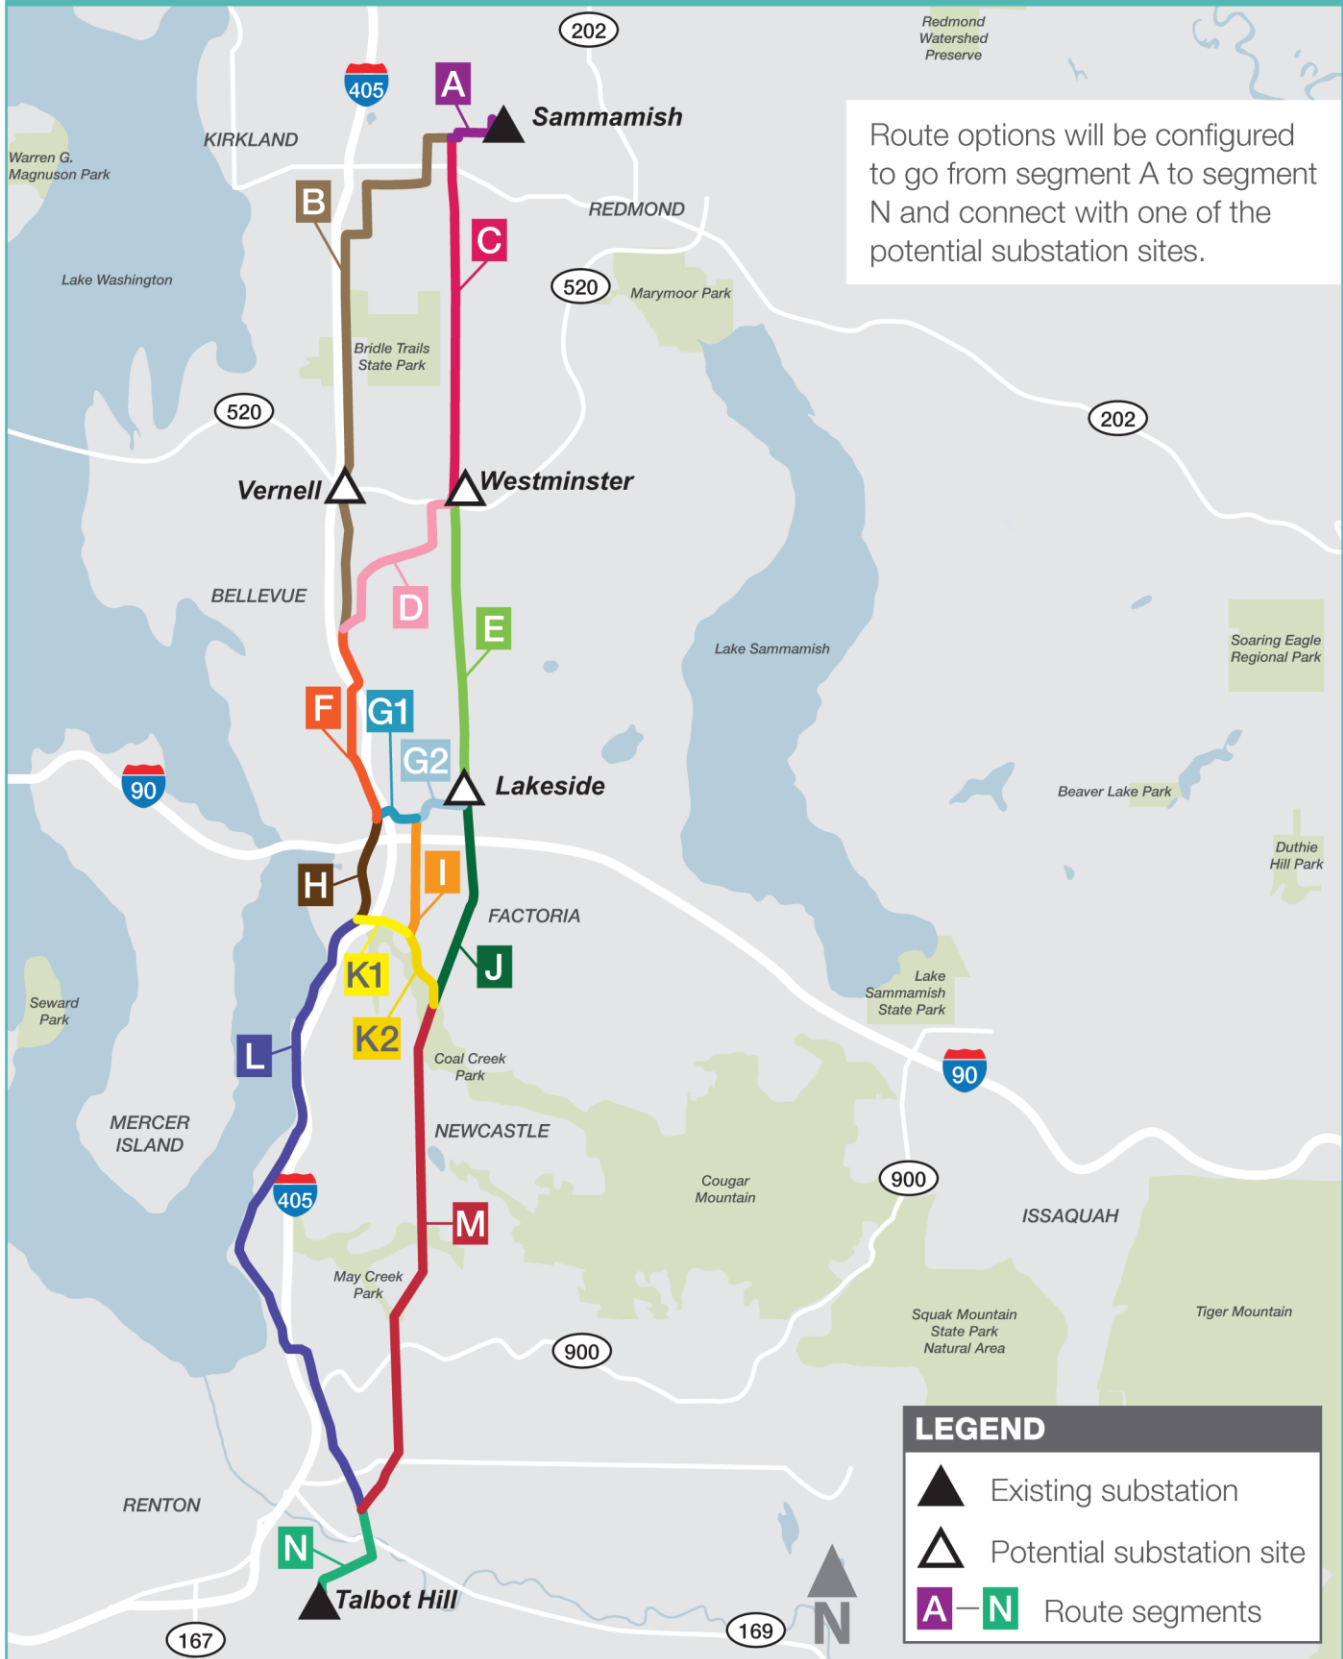 202
Redmond
Watershed
Preserve
405
A
Sammamish
KIRKLAND
Warren G.
Magnuson Park
Route options will be configured
to go from segment A to segment
N and connect with one of the
potential substation sites.
B
REDMOND
C
Lake Washington
520
Marymoor Park
Bridle Trails
State Park
520
202
Vernell
Westminster
BELLEVUE
D
E
Lake Sammamish
Soaring Eagle
Regional Park
F
G1
G2
90
Lakeside
Beaver Lake Park
Duthie
Hill Park
H
I
FACTORIA
K1
J
Lake
Sammamish
State Park
Seward
Park
K2
L
Coal Creek
Park
90
MERCER
ISLAND
NEWCASTLE
405
Cougar
Mountain
900
M
ISSAQUAH
May Creek
Park
Squak Mountain
State Park
Natural Area
Tiger Mountain
900
LEGEND
Existing substation
Potential substation site
A – N Route segments
RENTON
N
Talbot Hill
167
169
N